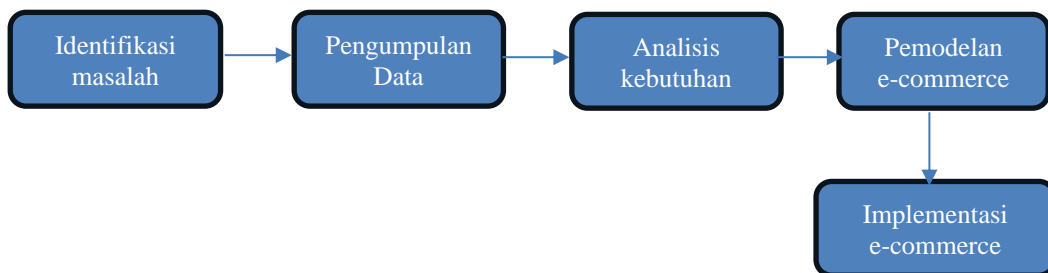 Identifikasi
masalah
Pengumpulan
Data
Analisis
kebutuhan
Pemodelan
e-commerce
Implementasi
e-commerce